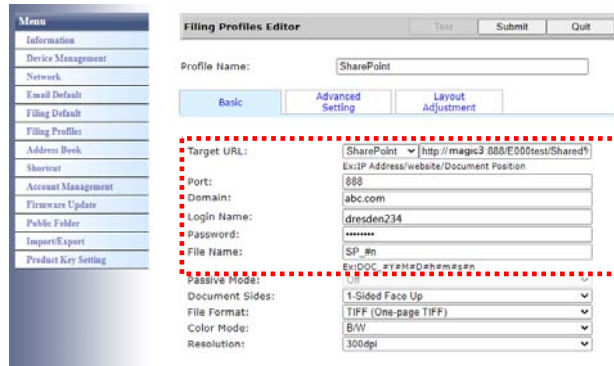 Menu
Information
Device Management
Network
Email Default
Filing Default
Filing Profiles
Address Book
Shortcut
Account Management
Firmware Update
Public Folder
Import/Export
Product Key Setting
Filing Profiles Editor Test Submit Quit
Profile Name: SharePoint
Basic Advanced Setting Layout Adjustment
Target URL: SharePoint http://magic3:888/E000test/Shared%
Ex:IP Address/website/Document Position
Port: 888
Domain: abc.com
Login Name: dresden234
Password: ••••••••
File Name: SP_#n
Ex:DOC_#Y#M#D#h#m#s#n
Passive Mode: Off
Document Sides: 1-Sided Face Up
File Format: TIFF (One-page TIFF)
Color Mode: B/W
Resolution: 300dpi